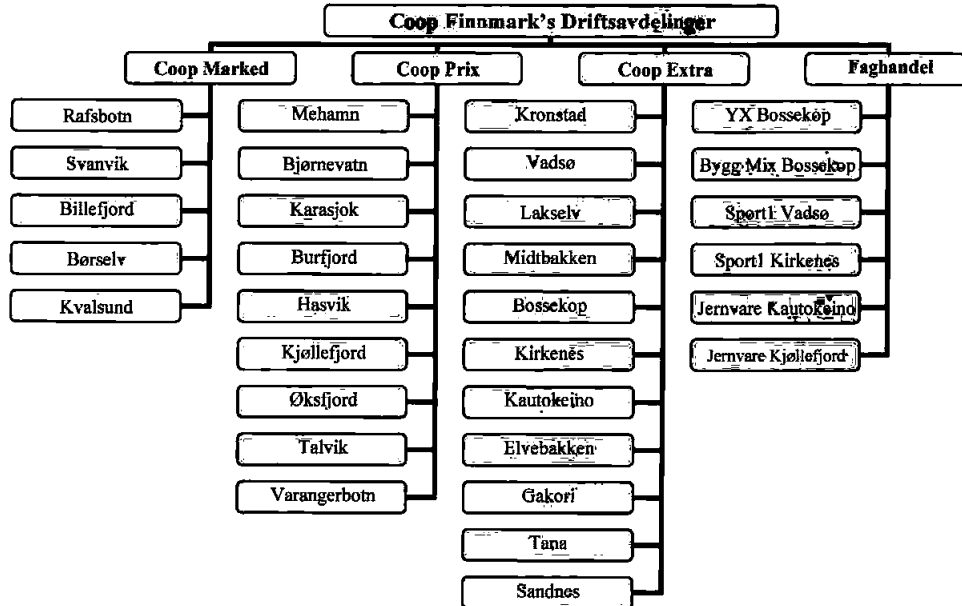 Coop Finnmark's Driftsavdelinger
Coop Marked
Rafsbotn
Svanvik
Billefjord
Børselv
Kvalsund
Coop Prix
Mehamn
Bjørnevatn
Karasjok
Burfjord
Hasvik
Kjøllefjord
Øksfjord
Talvik
Varangerbotn
Coop Extra
Kronstad
Vadsø
Lakselv
Midtbakken
Bossekop
Kirkenes
Kautokeino
Elvebakken
Gakori
Tana
Sandnes
Faghandel
YX Bossekop
Bygg Mix Bossekop
Sport1 Vadsø
Sport1 Kirkenes
Jernvare Kautokeino
Jernvare Kjøllefjord